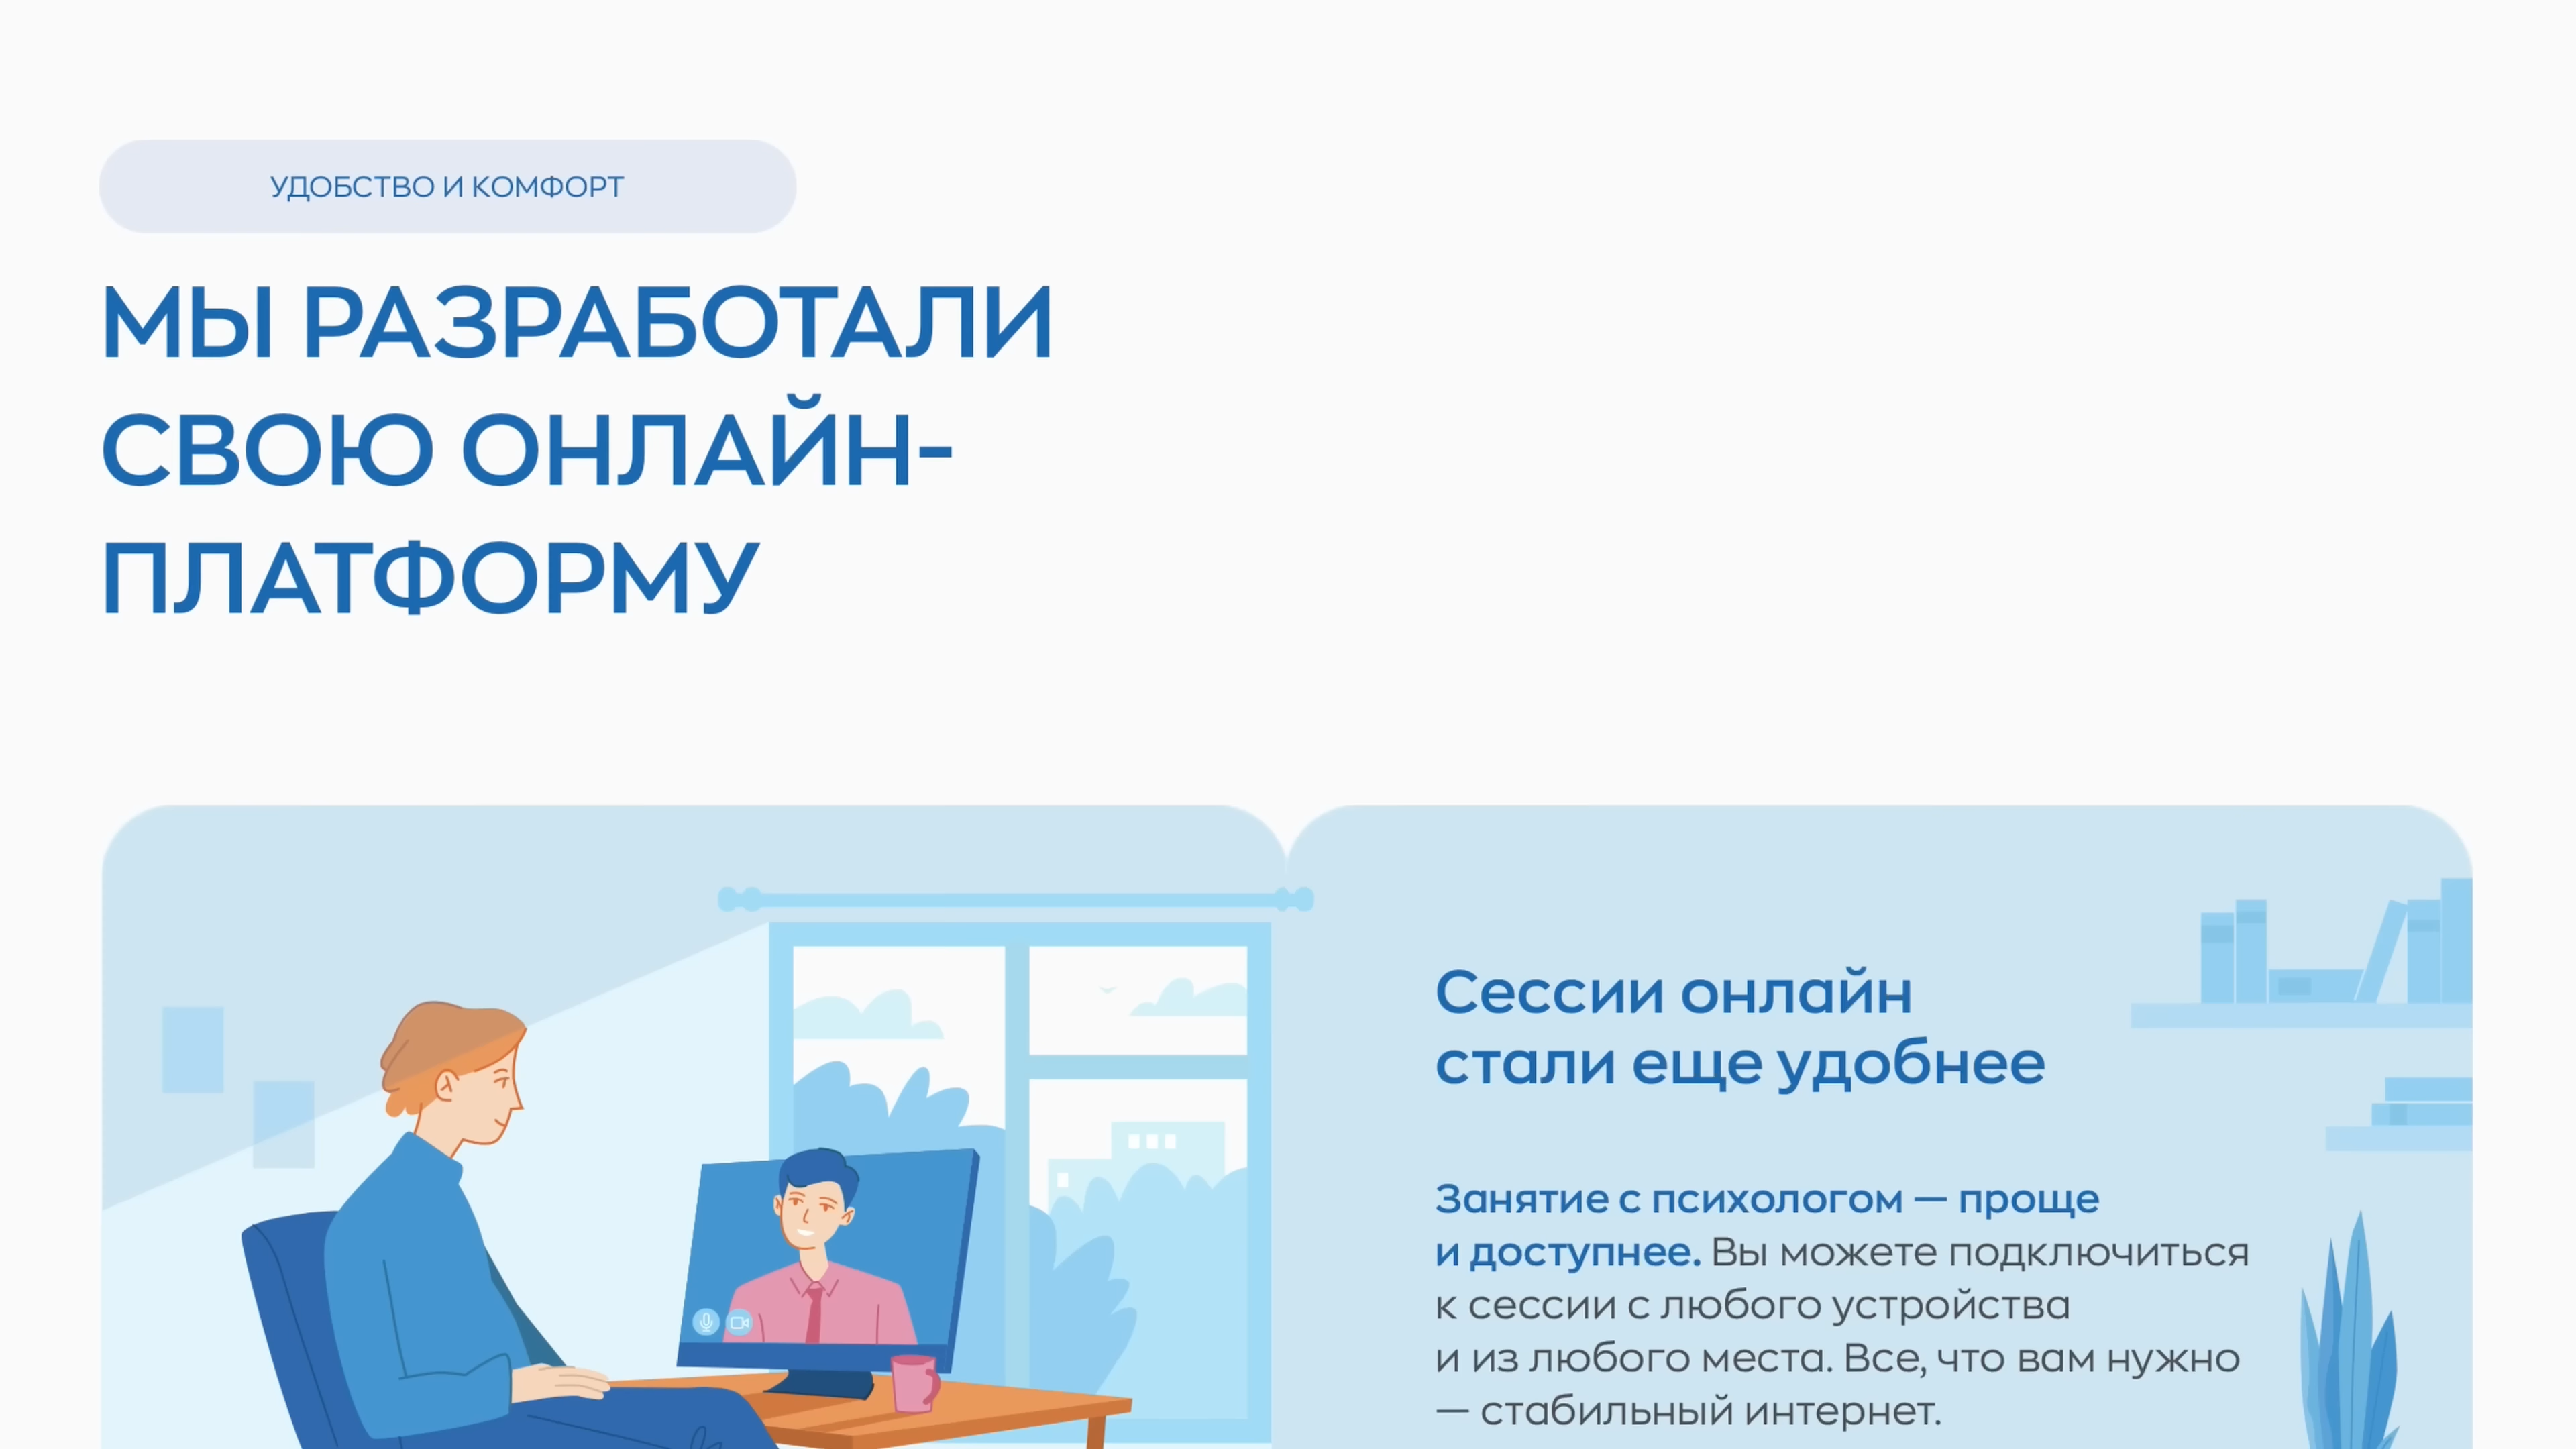 УДОБСТВО И КОМФОРТ
МЫ РАЗРАБОТАЛИ
СВОЮ ОНЛАЙН-
ПЛАТФОРМУ
Сессии онлайн
стали еще удобнее
Занятие с психологом — проще
и доступнее. Вы можете подключиться
к сессии с любого устройства
и из любого места. Все, что вам нужно
— стабильный интернет.